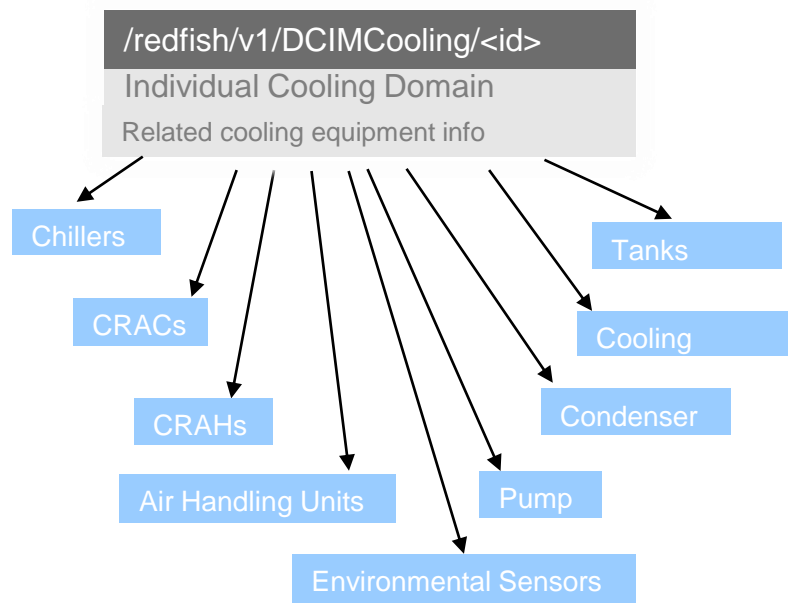 /redfish/v1/DCIMCooling/<id>
Individual Cooling Domain
Related cooling equipment info
Chillers
Tanks
CRACs
Cooling
CRAHs
Condenser
Air Handling Units
Pump
Environmental Sensors